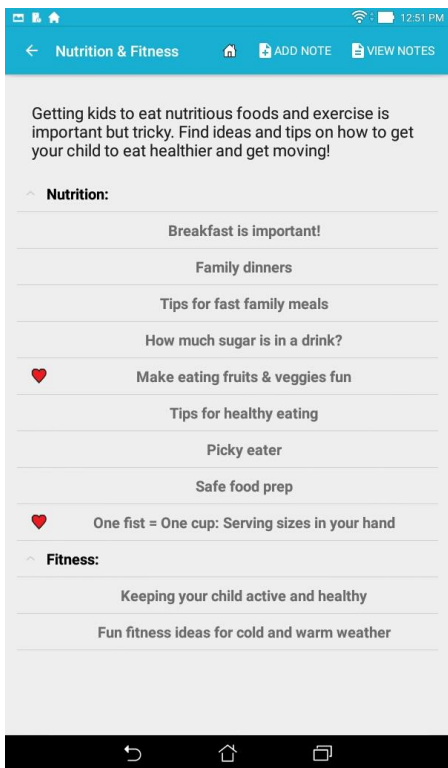 12:51 PM
Nutrition & Fitness
ADD NOTE
VIEW NOTES
Getting kids to eat nutritious foods and exercise is
important but tricky. Find ideas and tips on how to get
your child to eat healthier and get moving!
Nutrition:
Breakfast is important!
Family dinners
Tips for fast family meals
How much sugar is in a drink?
Make eating fruits & veggies fun
Tips for healthy eating
Picky eater
Safe food prep
One fist = One cup: Serving sizes in your hand
Fitness:
Keeping your child active and healthy
Fun fitness ideas for cold and warm weather